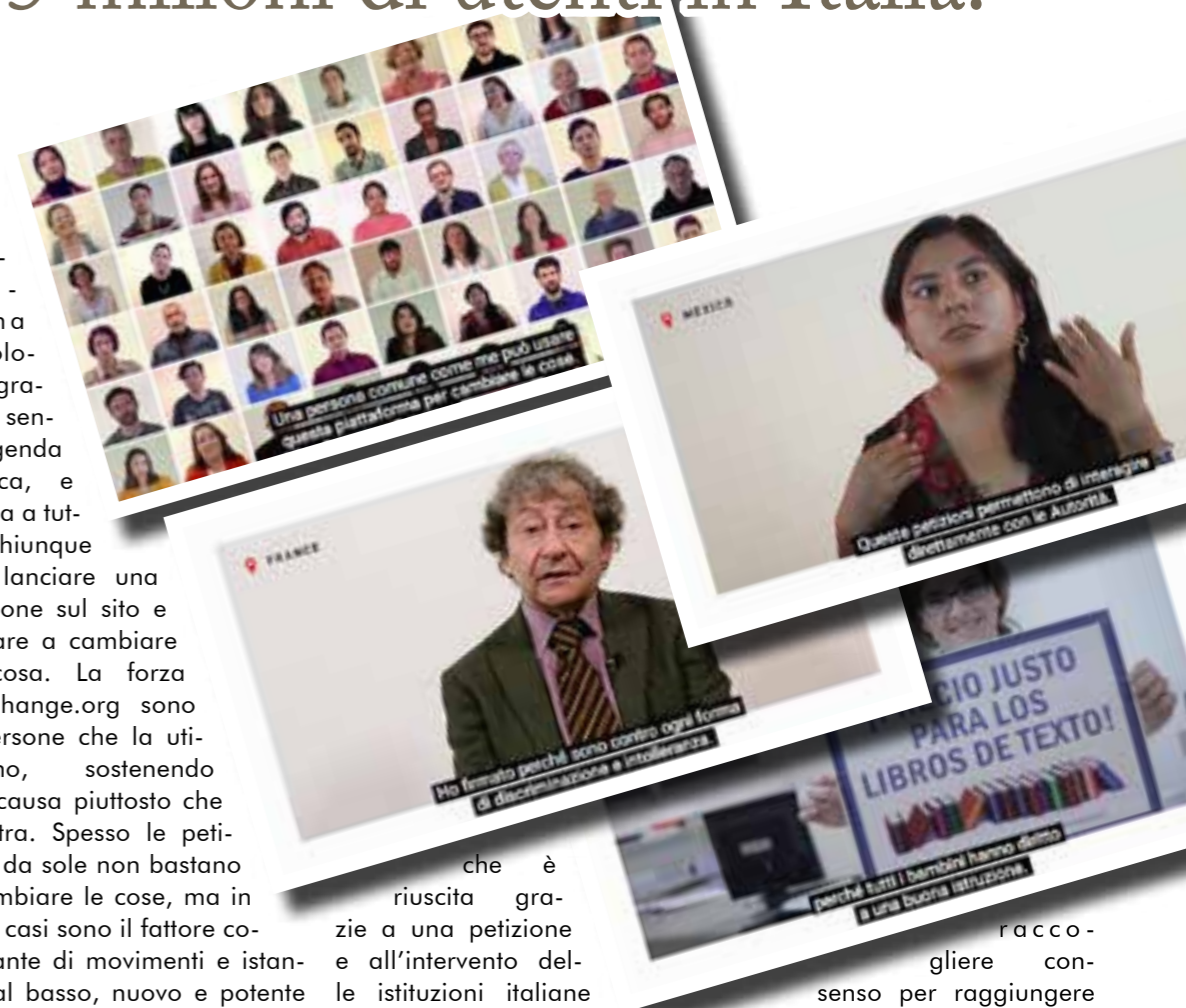 milioni di utenti in Italia.
Una persona comune come me può usare
questa piattaforma per cambiare le cose.
MEXICO
Queste petizioni permettono di interagire
direttamente con le Autorità.
FRANCE
Ho firmato perché sono contro ogni forma
di discriminazione e intolleranza.
CIO JUSTO
PARA LOS
LIBROS DE TEXTO!
perché tutti i bambini hanno diritto
a una buona istruzione.
-
-
na
olo-
gra-
sen-
genda
ca, e
a a tut-
hiunque
lanciare una
one sul sito e
are a cambiare
cosa. La forza
hange.org sono
ersone che la uti-
no, sostenendo
causa piuttosto che
tra. Spesso le peti-
da sole non bastano
mbiare le cose, ma in
casi sono il fattore co-
ante di movimenti e istan-
al basso, nuovo e potente
che è
riuscita gra-
zie a una petizione
e all'intervento del-
le istituzioni italiane
racco-
gliere con-
senso per raggiungere